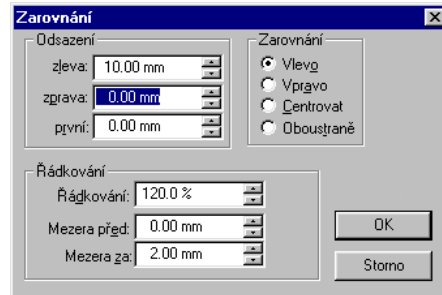 Zarovnání
Odsazení
zleva: 10.00 mm
zprava: 0.00 mm
první: 0.00 mm
Zarovnání
Vlevo
Vpravo
Centrovat
Oboustraně
Řádkování
Řádkování: 120.0 %
Mezera před: 0.00 mm
Mezera za: 2.00 mm
OK
Storno